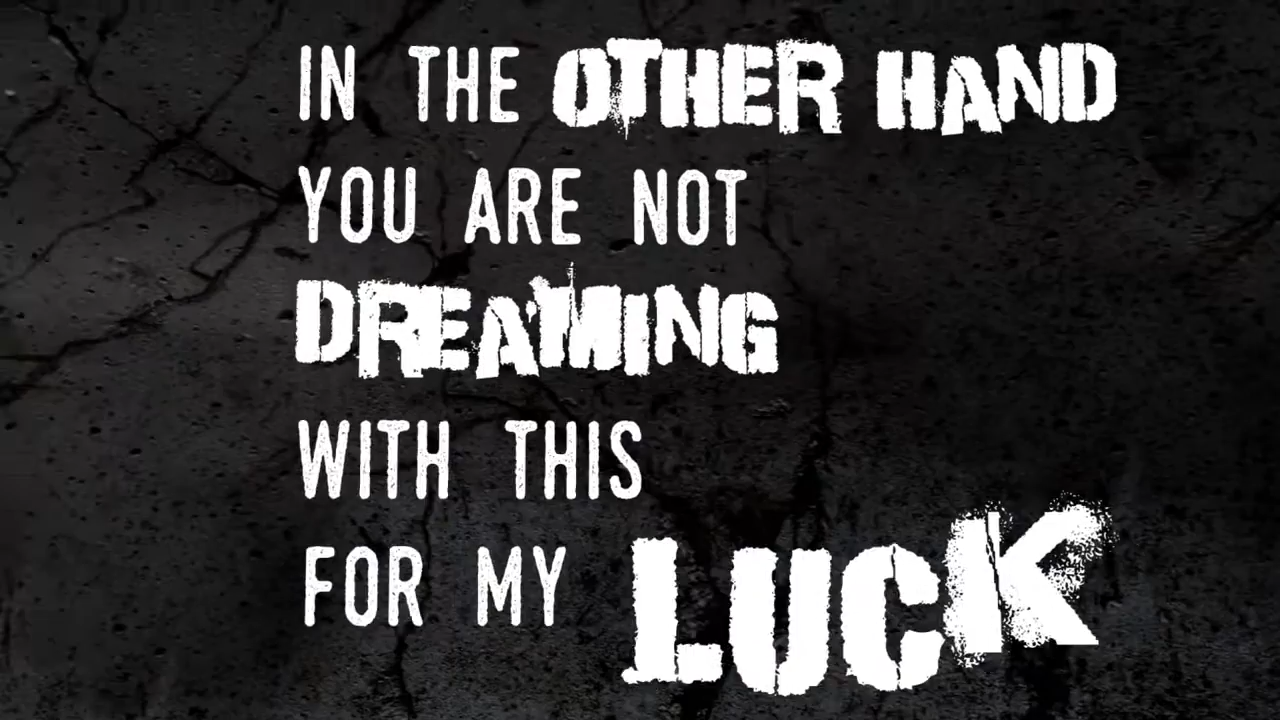 IN THE OTHER HAND
YOU ARE NOT
DREAMING
WITH THIS
FOR MY LUCK